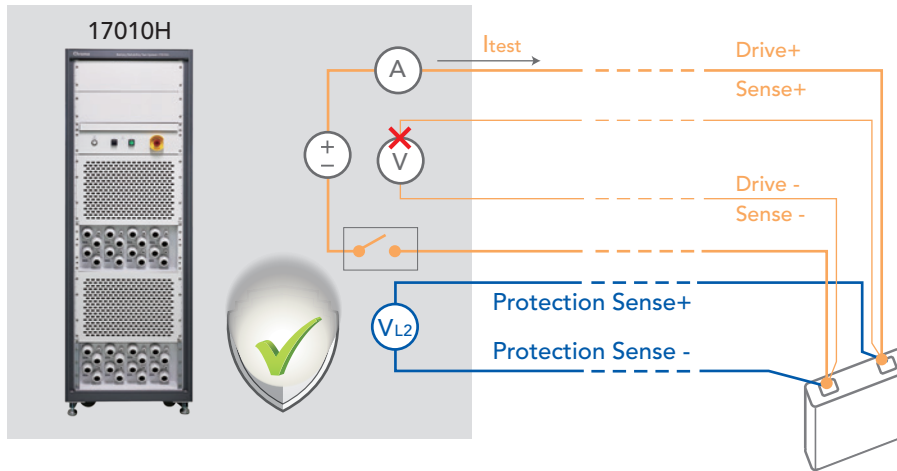 17010H
Itest
Drive+
Sense+
A
+
−
V
Drive -
Sense -
VL2
Protection Sense+
Protection Sense -